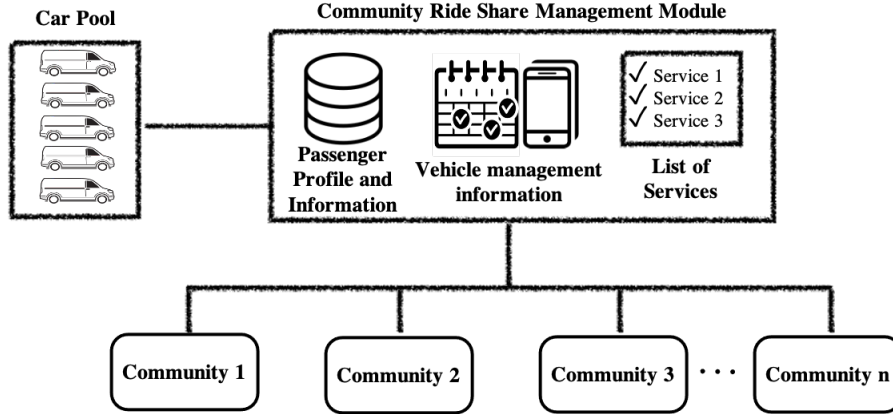 Car Pool
Community Ride Share Management Module
Passenger
Profile and
Information
Vehicle management
information
Service 1
Service 2
Service 3
List of
Services
Community 1
Community 2
Community 3
. . .
Community n